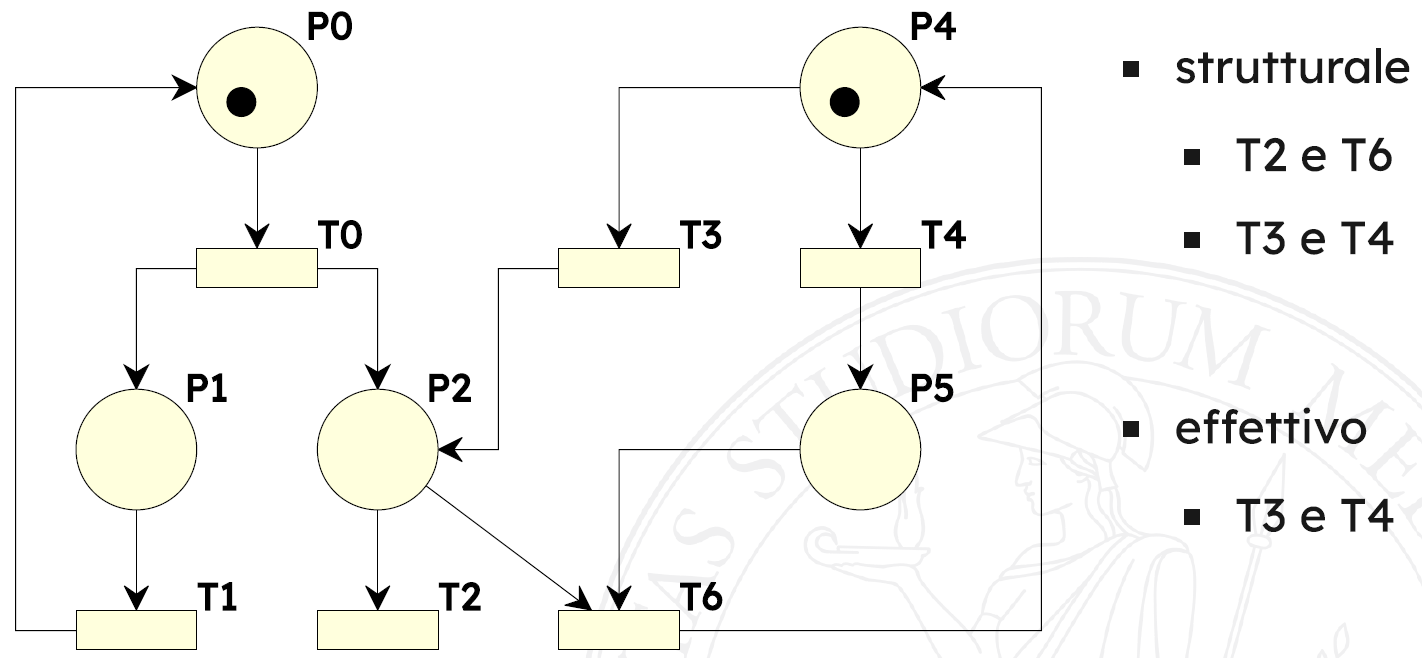 P0
P4
T0
T3
T4
P1
P2
P5
T1
T2
T6
▪ strutturale
▪ T2 e T6
▪ T3 e T4
▪ effettivo
▪ T3 e T4
STUDIORUM